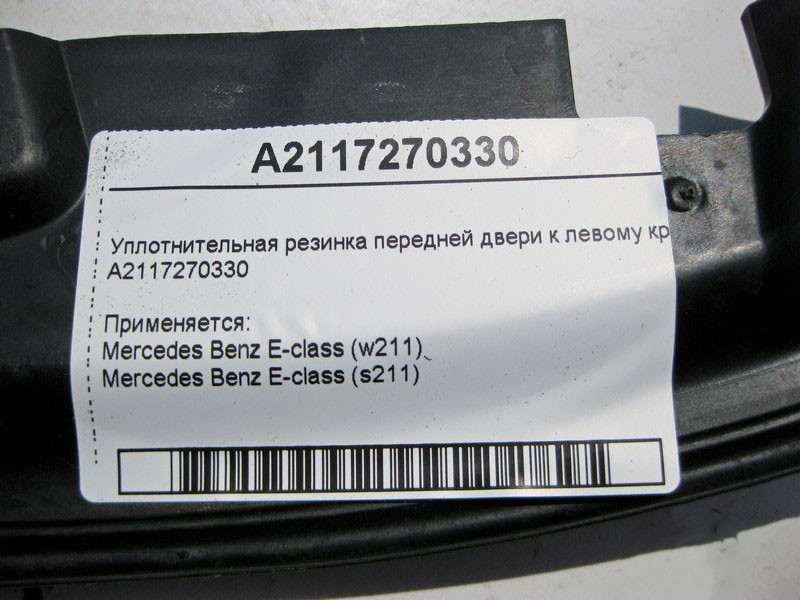 A2117270330
Уплотнительная резинка передней двери к левому кр
A2117270330
Применяется:
Mercedes Benz E-class (w211)
Mercedes Benz E-class (s211)